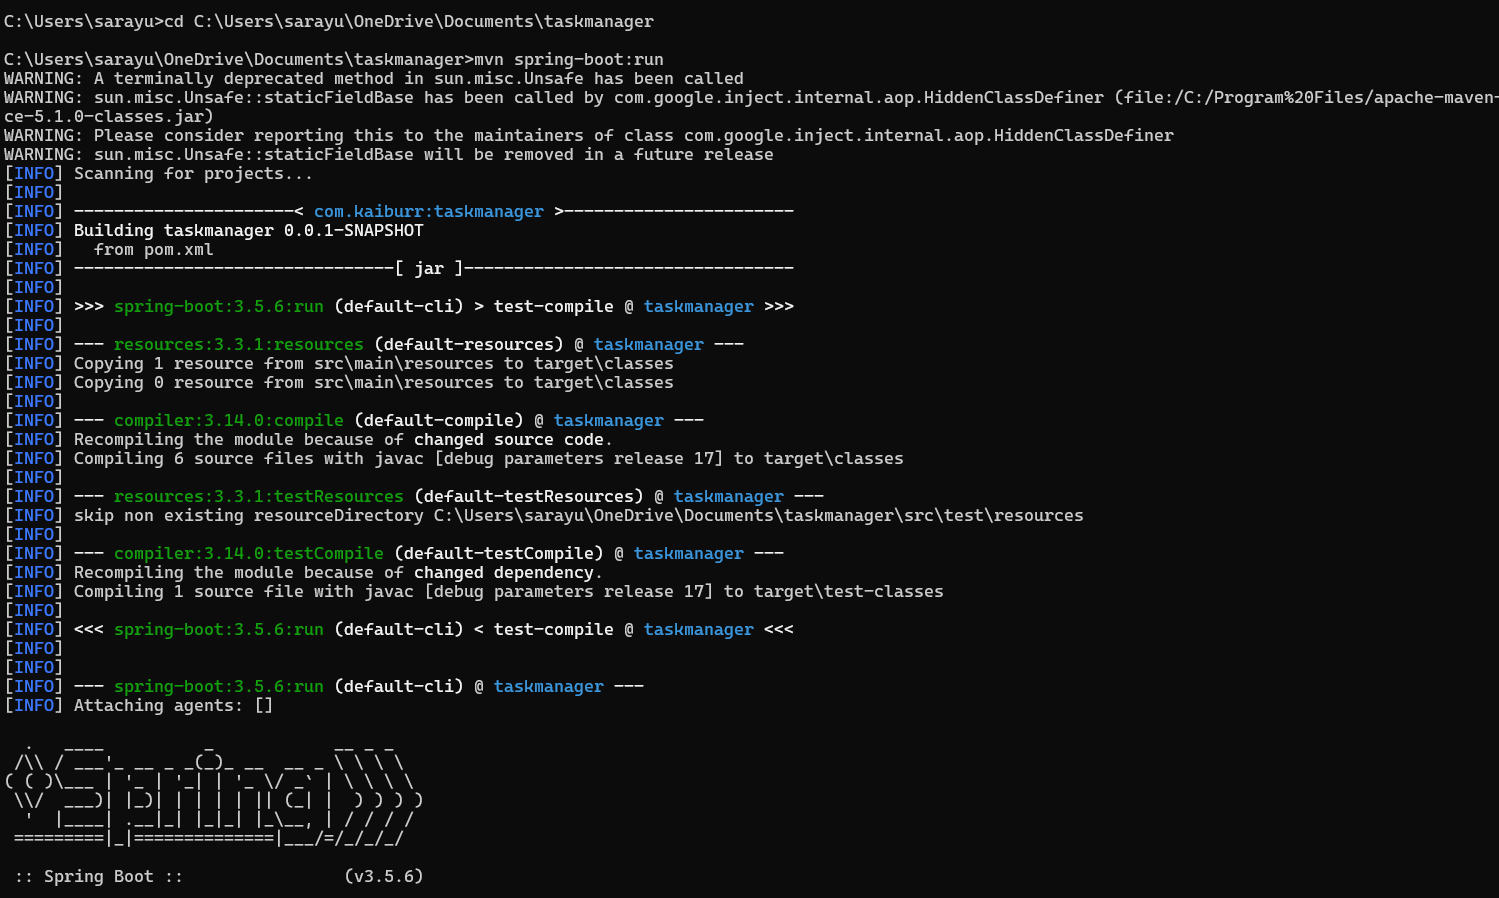 C:\Users\sarayu>cd C:\Users\sarayu\OneDrive\Documents\taskmanager
C:\Users\sarayu\OneDrive\Documents\taskmanager>mvn spring-boot:run
WARNING: A terminally deprecated method in sun.misc.Unsafe has been called
WARNING: sun.misc.Unsafe::staticFieldBase has been called by com.google.inject.internal.aop.HiddenClassDefiner (file:/C:/Program%20Files/apache-maven-
ce-5.1.0-classes.jar)
WARNING: Please consider reporting this to the maintainers of class com.google.inject.internal.aop.HiddenClassDefiner
WARNING: sun.misc.Unsafe::staticFieldBase will be removed in a future release
[INFO] Scanning for projects...
[INFO]
[INFO] ----------------------< com.kaiburr:taskmanager >-----------------------
[INFO] Building taskmanager 0.0.1-SNAPSHOT
[INFO]   from pom.xml
[INFO] --------------------------------[ jar ]---------------------------------
[INFO]
[INFO] >>> spring-boot:3.5.6:run (default-cli) > test-compile @ taskmanager >>>
[INFO]
[INFO] --- resources:3.3.1:resources (default-resources) @ taskmanager ---
[INFO] Copying 1 resource from src\main\resources to target\classes
[INFO] Copying 0 resource from src\main\resources to target\classes
[INFO]
[INFO] --- compiler:3.14.0:compile (default-compile) @ taskmanager ---
[INFO] Recompiling the module because of changed source code.
[INFO] Compiling 6 source files with javac [debug parameters release 17] to target\classes
[INFO]
[INFO] --- resources:3.3.1:testResources (default-testResources) @ taskmanager ---
[INFO] skip non existing resourceDirectory C:\Users\sarayu\OneDrive\Documents\taskmanager\src\test\resources
[INFO]
[INFO] --- compiler:3.14.0:testCompile (default-testCompile) @ taskmanager ---
[INFO] Recompiling the module because of changed dependency.
[INFO] Compiling 1 source file with javac [debug parameters release 17] to target\test-classes
[INFO]
[INFO] <<< spring-boot:3.5.6:run (default-cli) < test-compile @ taskmanager <<<
[INFO]
[INFO]
[INFO] --- spring-boot:3.5.6:run (default-cli) @ taskmanager ---
[INFO] Attaching agents: []
  .   ____          _            __ _ _
 /\\ / ___'_ __ _ _(_)_ __  __ _ \ \ \ \
( ( )\___ | '_ | '_| | '_ \/ _` | \ \ \ \
 \\/  ___)| |_)| | | | | || (_| |  ) ) ) )
  '  |____| .__|_| |_|_| |_\__, | / / / /
 =========|_|==============|___/=/_/_/_/
 :: Spring Boot ::                (v3.5.6)